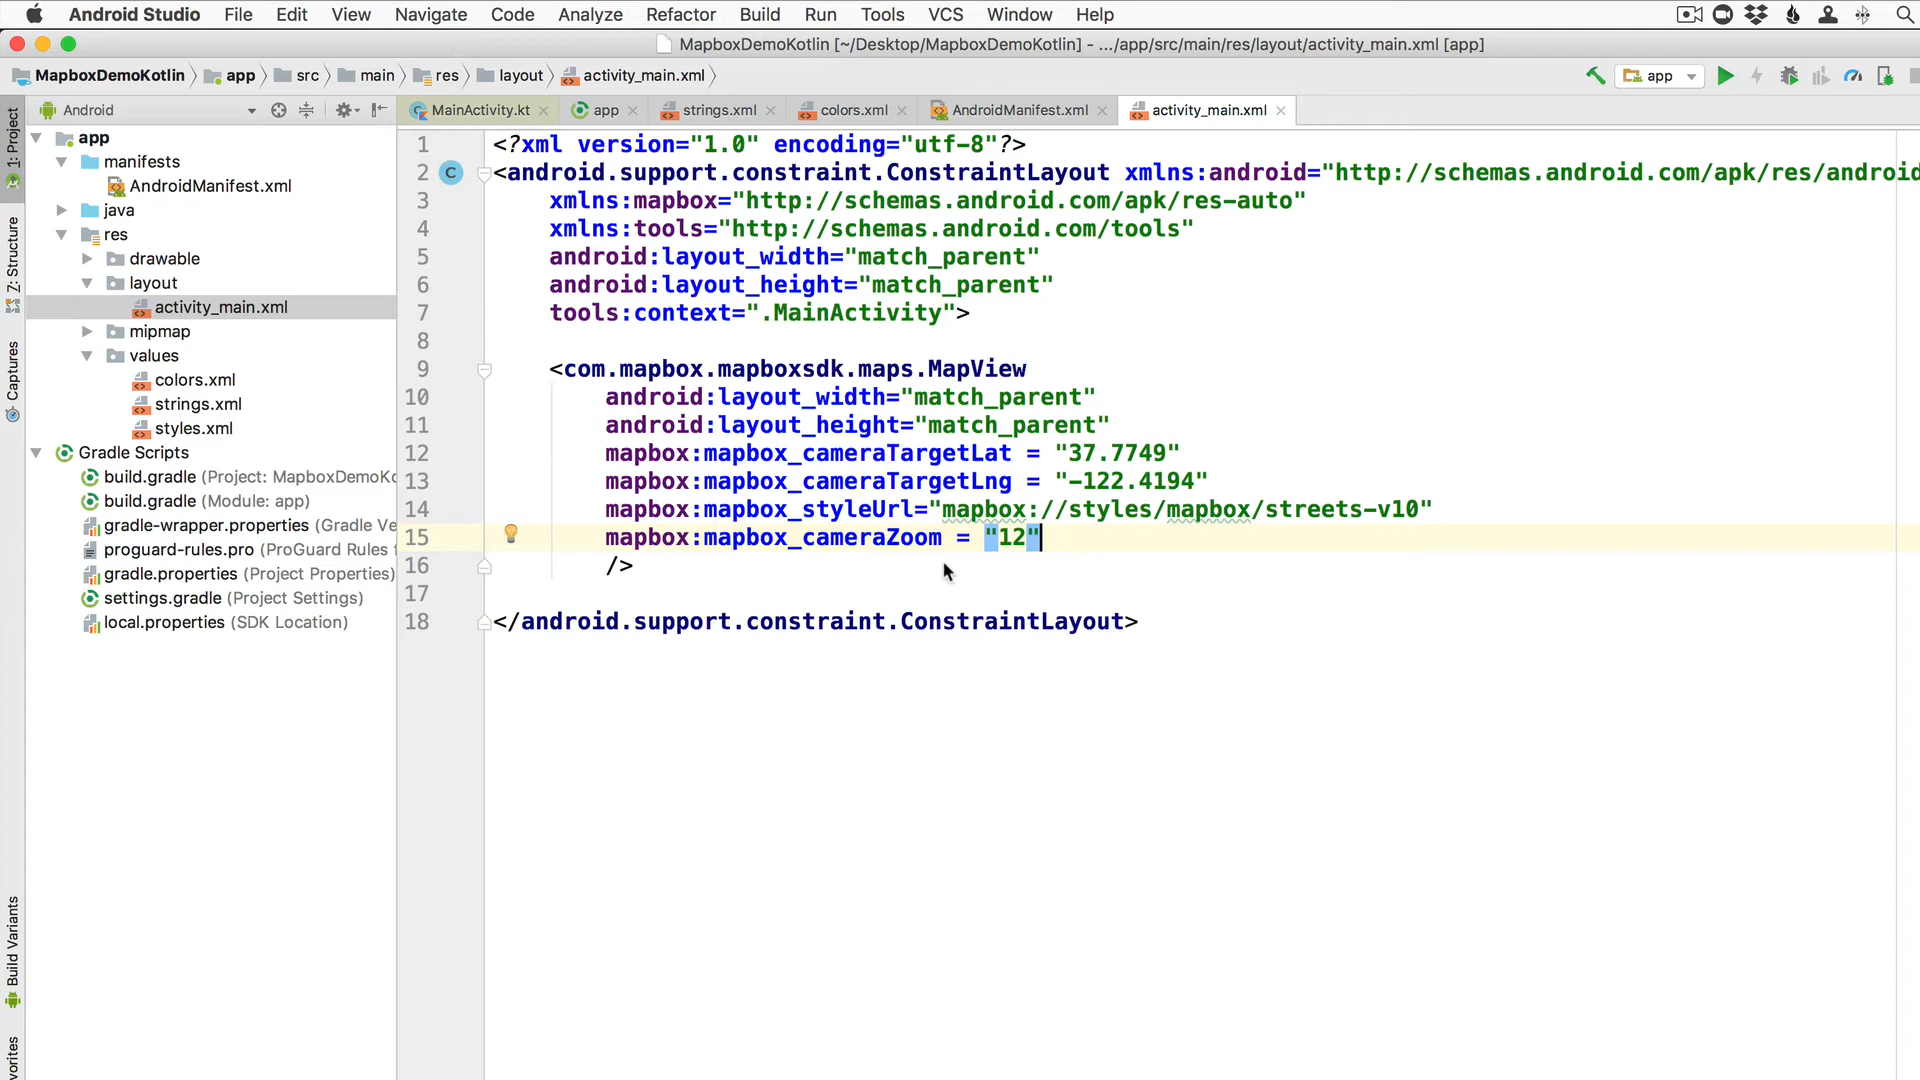 Android Studio File Edit View Navigate Code Analyze Refactor Build Run Tools VCS Window Help
MapboxDemoKotlin [~/Desktop/MapboxDemoKotlin] - .../app/src/main/res/layout/activity_main.xml [app]
MapboxDemoKotlin app src main res layout activity_main.xml app
Android MainActivity.kt app strings.xml colors.xml AndroidManifest.xml activity_main.xml
1: Project
Z: Structure
Captures
Build Variants
vorites
app
manifests
AndroidManifest.xml
java
res
drawable
layout
activity_main.xml
mipmap
values
colors.xml
strings.xml
styles.xml
Gradle Scripts
build.gradle (Project: MapboxDemoKo
build.gradle (Module: app)
gradle-wrapper.properties (Gradle Ve
proguard-rules.pro (ProGuard Rules f
gradle.properties (Project Properties)
settings.gradle (Project Settings)
local.properties (SDK Location)
1 <?xml version="1.0" encoding="utf-8"?>
2 C <android.support.constraint.ConstraintLayout xmlns:android="http://schemas.android.com/apk/res/android
3 xmlns:mapbox="http://schemas.android.com/apk/res-auto"
4 xmlns:tools="http://schemas.android.com/tools"
5 android:layout_width="match_parent"
6 android:layout_height="match_parent"
7 tools:context=".MainActivity">
8
9 <com.mapbox.mapboxsdk.maps.MapView
10 android:layout_width="match_parent"
11 android:layout_height="match_parent"
12 mapbox:mapbox_cameraTargetLat = "37.7749"
13 mapbox:mapbox_cameraTargetLng = "-122.4194"
14 mapbox:mapbox_styleUrl="mapbox://styles/mapbox/streets-v10"
15 mapbox:mapbox_cameraZoom = "12"
16 />
17
18 </android.support.constraint.ConstraintLayout>